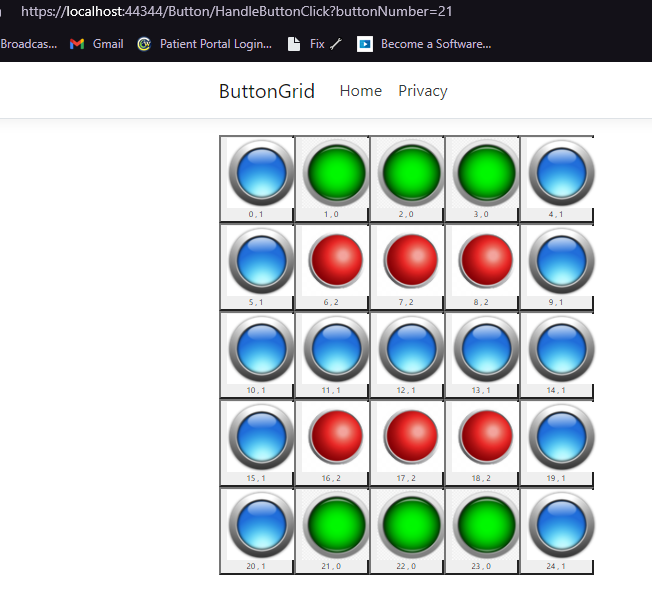 https://localhost:44344/Button/HandleButtonClick?buttonNumber=21
Broadcas... Gmail Patient Portal Login... Fix Become a Software...
ButtonGrid Home Privacy
0 , 1 1 , 0 2 , 0 3 , 0 4 , 1
5 , 1 6 , 2 7 , 2 8 , 2 9 , 1
10 , 1 11 , 1 12 , 1 13 , 1 14 , 1
15 , 1 16 , 2 17 , 2 18 , 2 19 , 1
20 , 1 21 , 0 22 , 0 23 , 0 24 , 1